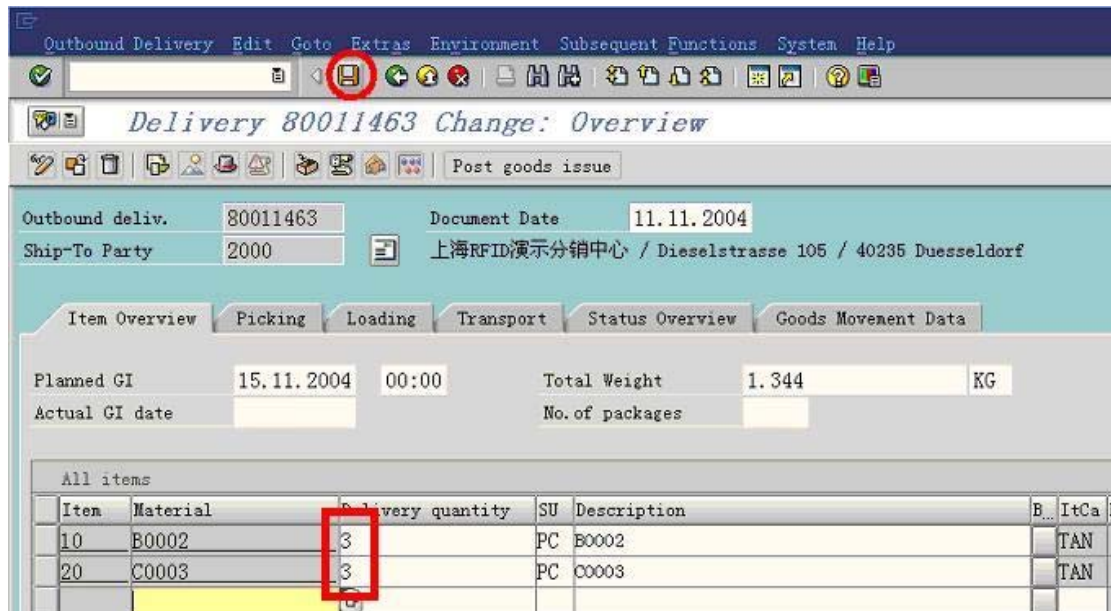 Outbound Delivery Edit Goto Extras Environment Subsequent Functions System Help
Delivery 80011463 Change: Overview
Post goods issue
Outbound deliv. 80011463 Document Date 11.11.2004
Ship-To Party 2000 上海RFID演示分销中心 / Dieselstrasse 105 / 40235 Duesseldorf
Item Overview Picking Loading Transport Status Overview Goods Movement Data
Planned GI 15.11.2004 00:00 Total Weight 1.344 KG
Actual GI date No.of packages
All items
Item Material Delivery quantity SU Description B... ItCa
10 B0002 3 PC B0002 TAN
20 C0003 3 PC C0003 TAN